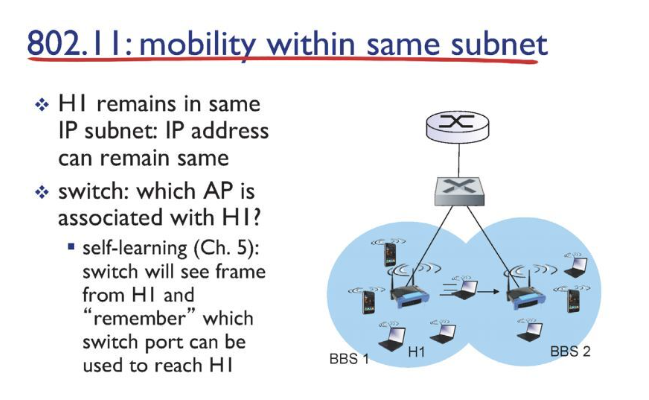 802.11: mobility within same subnet
H1 remains in same
IP subnet: IP address
can remain same
switch: which AP is
associated with H1?
self-learning (Ch. 5):
switch will see frame
from H1 and
“remember” which
switch port can be
used to reach H1
BBS 1
H1
BBS 2